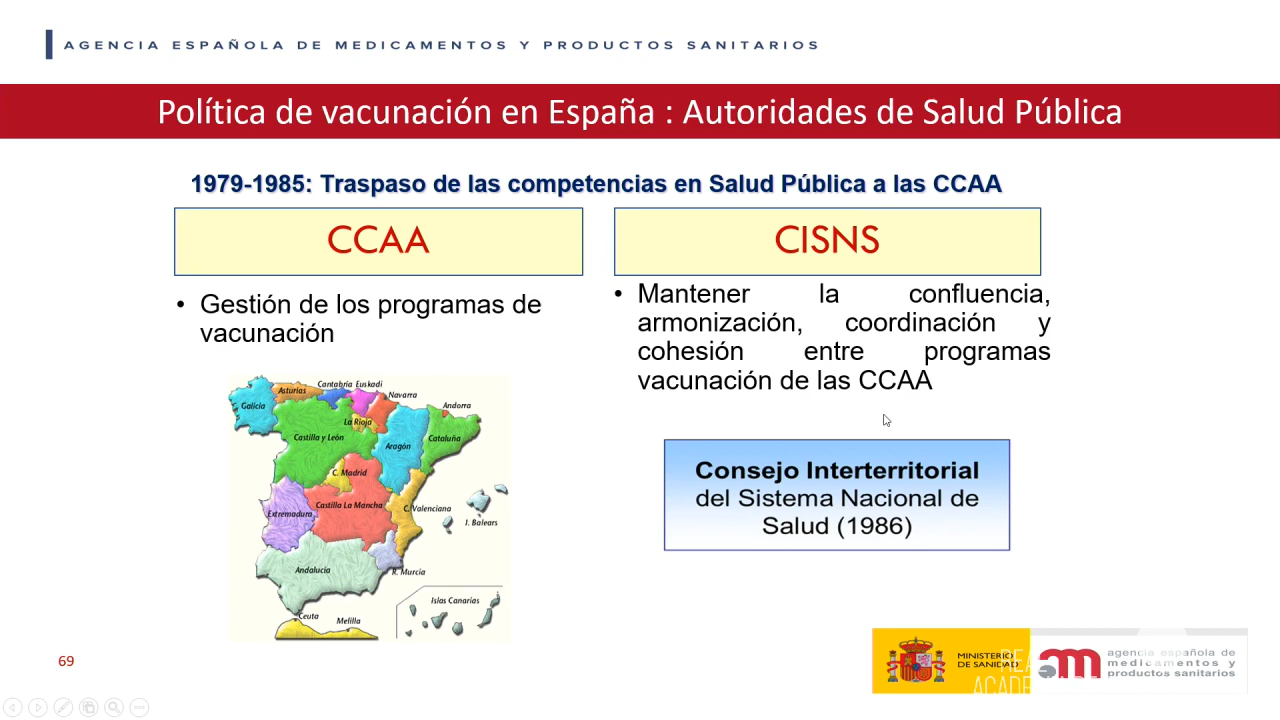 AGENCIA ESPAÑOLA DE MEDICAMENTOS Y PRODUCTOS SANITARIOS
Política de vacunación en España : Autoridades de Salud Pública
1979-1985: Traspaso de las competencias en Salud Pública a las CCAA
CCAA
• Gestión de los programas de
vacunación
Cantabria Euskadi
Asturias
Navarra
Galicia
Andorra
La Rioja
Castilla y León
Aragón
Cataluña
C. Madrid
Castilla La Mancha
C. Valenciana
Extremadura
I. Balears
Andalucia
R. Murcia
Islas Canarias
Ceuta
Melilla
CISNS
• Mantener la confluencia,
armonización, coordinación y
cohesión entre programas
vacunación de las CCAA
Consejo Interterritorial
del Sistema Nacional de
Salud (1986)
69
MINISTERIO
DE SANIDAD
am
agencia española de
medicamentos y
productos sanitarios